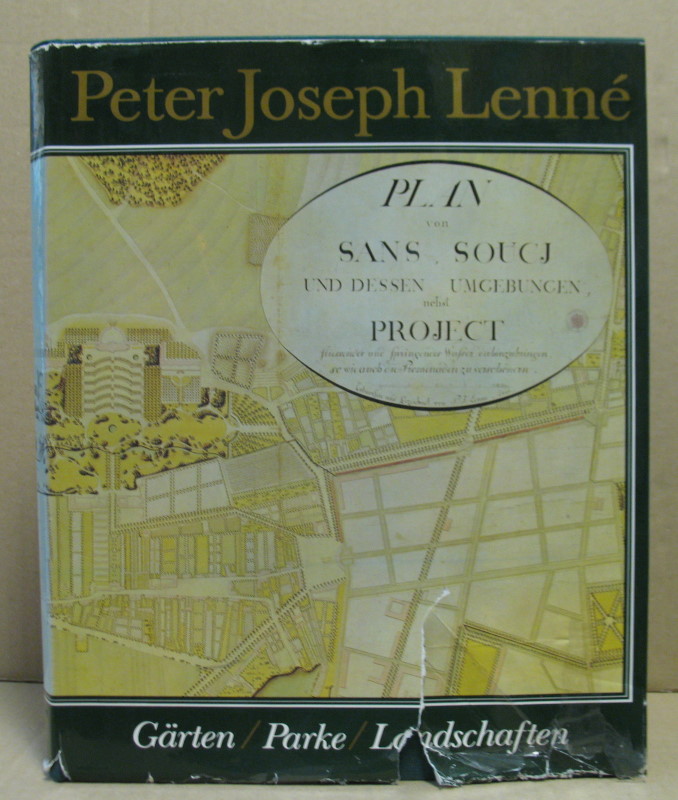 Peter Joseph Lenné
PLAN
von
SANS, SOUCJ
UND DESSEN UMGEBUNGEN
nebst
PROJECT
Gärten / Parke / Landschaften